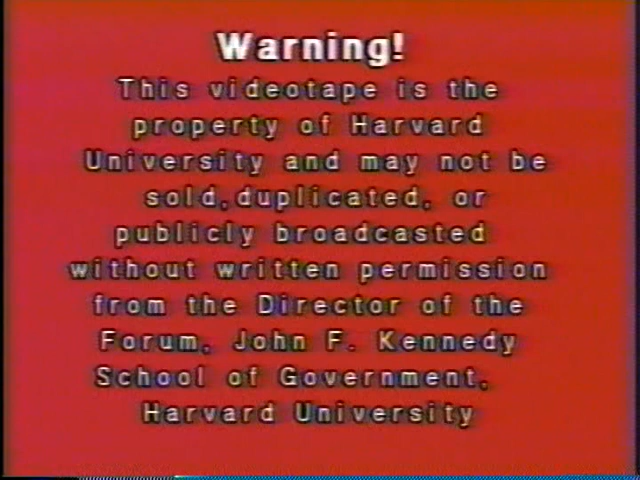 Warning!
This videotape is the
property of Harvard
University and may not be
sold,duplicated, or
publicly broadcasted
without written permission
from the Director of the
Forum, John F. Kennedy
School of Government,
Harvard University